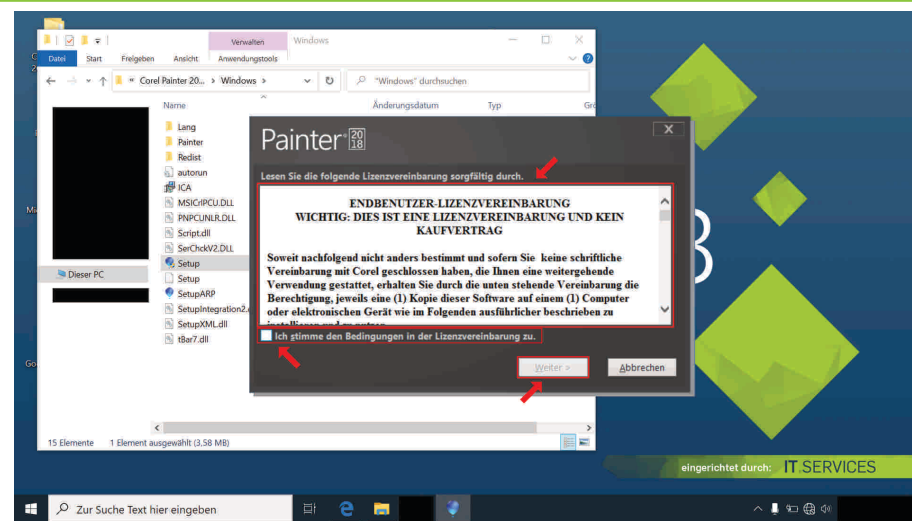 Verwalten
Windows
Datei Start Freigeben Ansicht Anwendungstools
Corel Painter 20... > Windows >
"Windows" durchsuchen
Name Änderungsdatum Typ
Lang
Painter
Redist
autorun
ICA
MSICrIPCU.DLL
PNPCUNLR.DLL
Script.dll
SerChckV2.DLL
Setup
Setup
SetupARP
SetupIntegration2.
SetupXML.dll
tBar7.dll
Dieser PC
15 Elemente 1 Element ausgewählt (3,58 MB)
Painter 2018
X
Lesen Sie die folgende Lizenzvereinbarung sorgfältig durch.
ENDBENUTZER-LIZENZVEREINBARUNG
WICHTIG: DIES IST EINE LIZENZVEREINBARUNG UND KEIN
KAUFVERTRAG
Soweit nachfolgend nicht anders bestimmt und sofern Sie keine schriftliche
Vereinbarung mit Corel geschlossen haben, die Ihnen eine weitergehende
Verwendung gestattet, erhalten Sie durch die unten stehende Vereinbarung die
Berechtigung, jeweils eine (1) Kopie dieser Software auf einem (1) Computer
oder elektronischen Gerät wie im Folgenden ausführlicher beschrieben zu
installieren und zu nutzen
Ich stimme den Bedingungen in der Lizenzvereinbarung zu.
Weiter > Abbrechen
eingerichtet durch: IT.SERVICES
Zur Suche Text hier eingeben